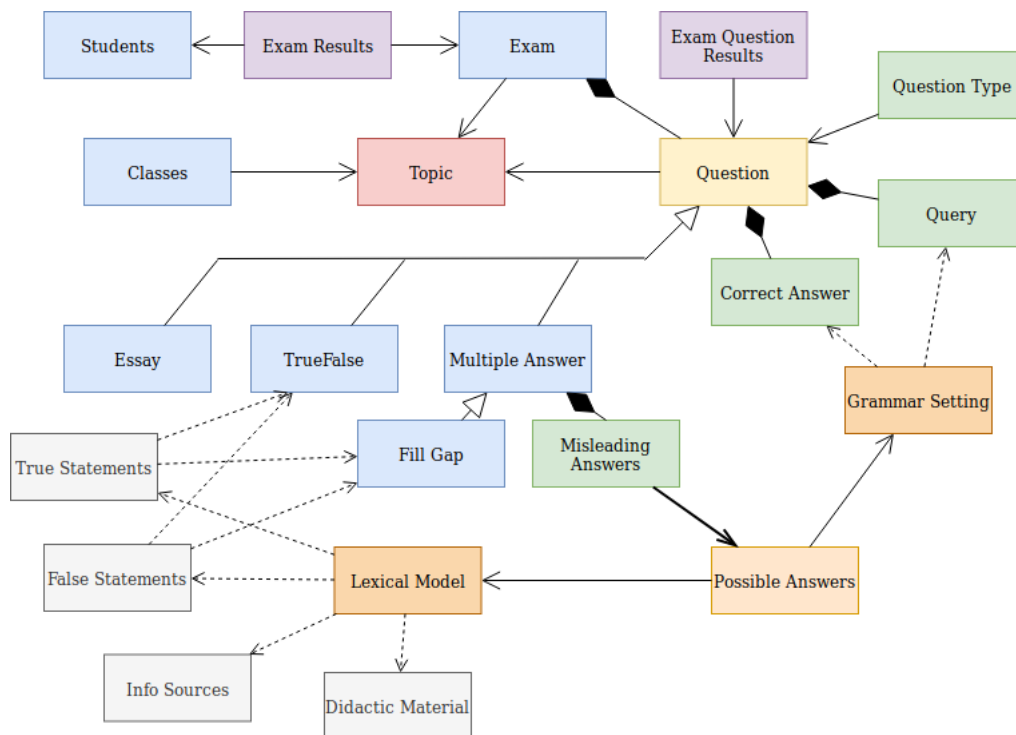 Students
Exam Results
Exam
Exam Question
Results
Question Type
Classes
Topic
Question
Query
Correct Answer
Essay
TrueFalse
Multiple Answer
Grammar Setting
True Statements
Fill Gap
Misleading
Answers
False Statements
Lexical Model
Possible Answers
Info Sources
Didactic Material